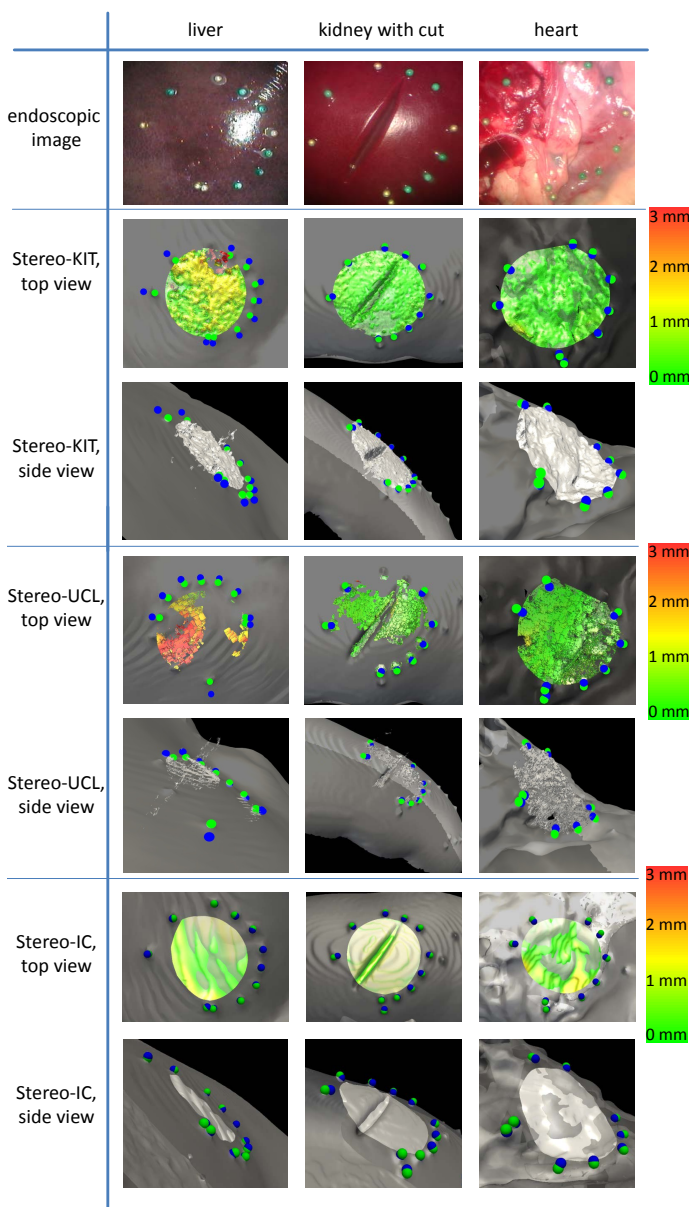 liver
kidney with cut
heart
endoscopic
image
Stereo-KIT,
top view
3 mm
2 mm
1 mm
0 mm
Stereo-KIT,
side view
Stereo-UCL,
top view
3 mm
2 mm
1 mm
0 mm
Stereo-UCL,
side view
Stereo-IC,
top view
3 mm
2 mm
1 mm
0 mm
Stereo-IC,
side view